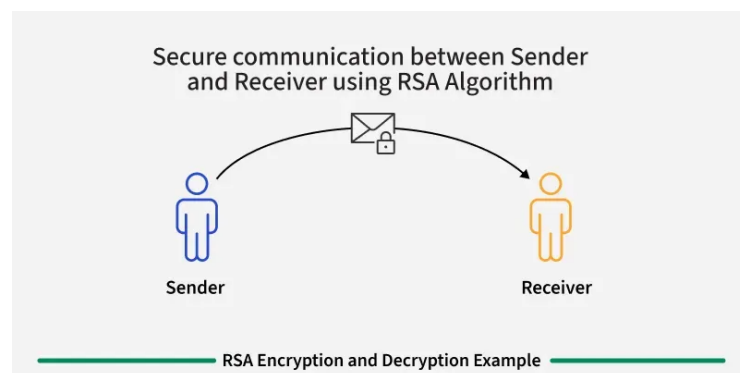 Secure communication between Sender
and Receiver using RSA Algorithm
Sender
Receiver
RSA Encryption and Decryption Example